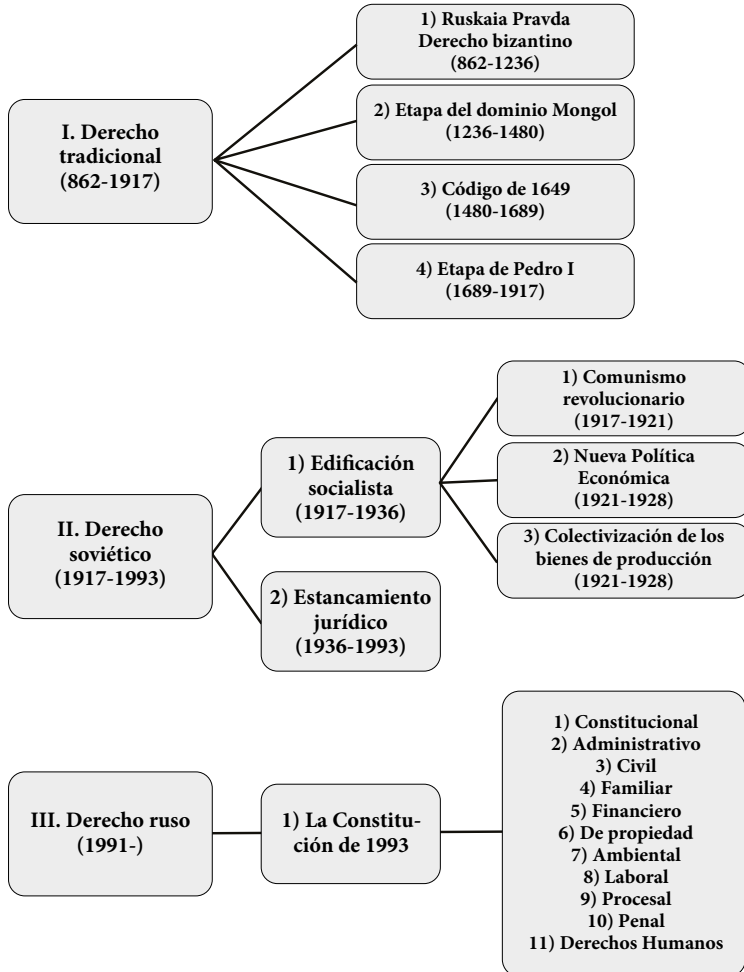 I. Derecho
tradicional
(862-1917)
1) Ruskaia Pravda
Derecho bizantino
(862-1236)
2) Etapa del dominio Mongol
(1236-1480)
3) Código de 1649
(1480-1689)
4) Etapa de Pedro I
(1689-1917)
II. Derecho
soviético
(1917-1993)
1) Edificación
socialista
(1917-1936)
1) Comunismo
revolucionario
(1917-1921)
2) Nueva Política
Económica
(1921-1928)
3) Colectivización de los
bienes de producción
(1921-1928)
2) Estancamiento
jurídico
(1936-1993)
III. Derecho ruso
(1991-)
1) La Constitu-
ción de 1993
1) Constitucional
2) Administrativo
3) Civil
4) Familiar
5) Financiero
6) De propiedad
7) Ambiental
8) Laboral
9) Procesal
10) Penal
11) Derechos Humanos